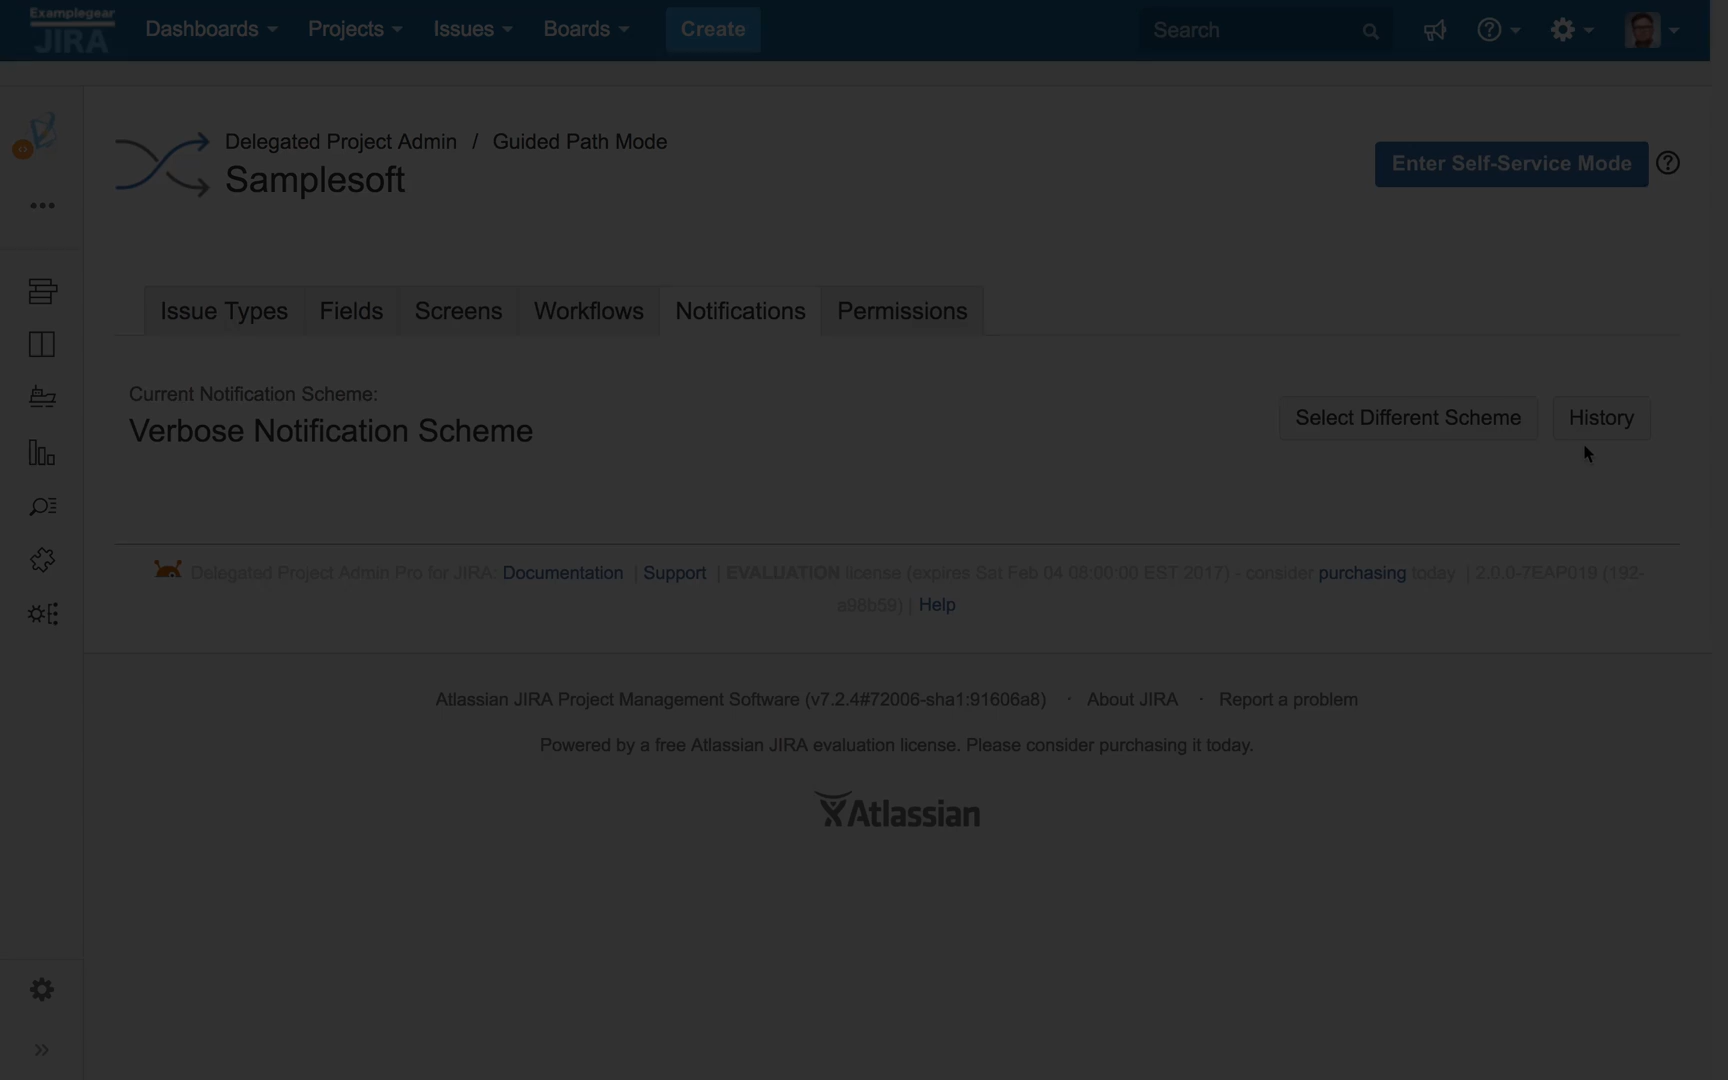 Examplegear
JIRA
Dashboards
Projects
Issues
Boards
Create
Search
Delegated Project Admin / Guided Path Mode
Samplesoft
Enter Self-Service Mode
Issue Types
Fields
Screens
Workflows
Notifications
Permissions
Current Notification Scheme:
Verbose Notification Scheme
Select Different Scheme
History
Delegated Project Admin Pro for JIRA: Documentation | Support | EVALUATION license (expires Sat Feb 04 08:00:00 EST 2017) - consider purchasing today | 2.0.0-7EAP019 (192-
a98b59) | Help
Atlassian JIRA Project Management Software (v7.2.4#72006-sha1:91606a8) · About JIRA · Report a problem
Powered by a free Atlassian JIRA evaluation license. Please consider purchasing it today.
Atlassian